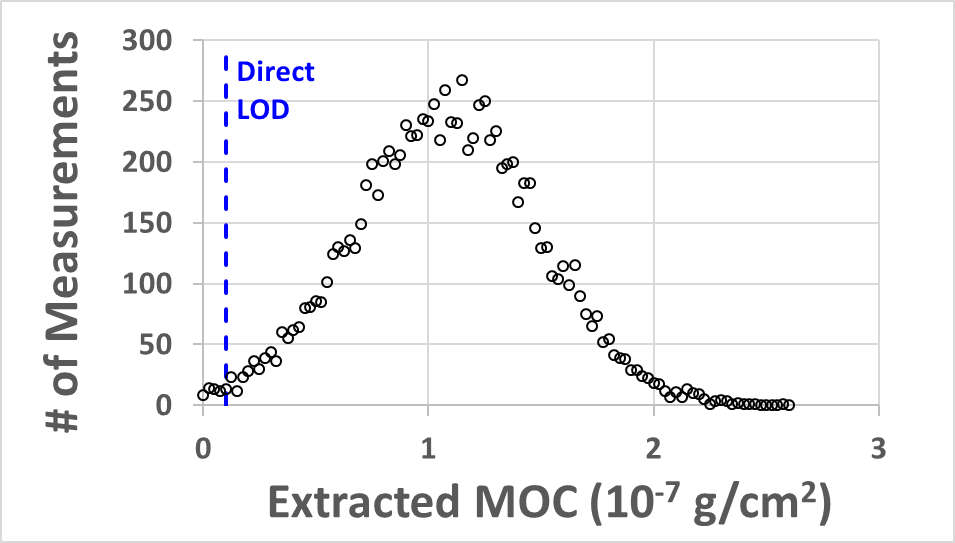 # of Measurements
300
250
200
150
100
50
0
Direct
LOD
0 1 2 3
Extracted MOC (10⁻⁷ g/cm²)